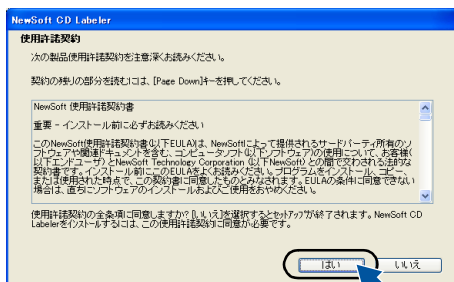 NewSoft CD Labeler
使用許諾契約
次の製品使用許諾契約を注意深くお読みください。
契約の残りの部分を読むには、[Page Down]キーを押してください。
NewSoft 使用許諾契約書
重要 - インストール前に必ずお読みください
このNewSoft使用許諾契約書(以下EULA)は、NewSoftによって提供されるサードパーティ所有のソ
フトウェアや関連ドキュメントを含む、コンピュータソフト(以下ソフトウェア)の使用について、お客様(
以下エンドユーザ)とNewSoft Technology Corporation (以下NewSoft) との間で交わされる法的な
契約書です。インストール前にこのEULAをよくお読みください。プログラムをインストール、コピー、
または使用された時点で、この契約書に同意したものとみなされます。EULAの条件に同意できない
場合は、直ちにソフトウェアのインストールおよびご使用をおやめください。
使用許諾契約の全条項に同意しますか? [いいえ]を選択するとセットアップが終了されます。NewSoft CD
Labelerをインストールするには、この使用許諾契約に同意が必要です。
はい
いいえ